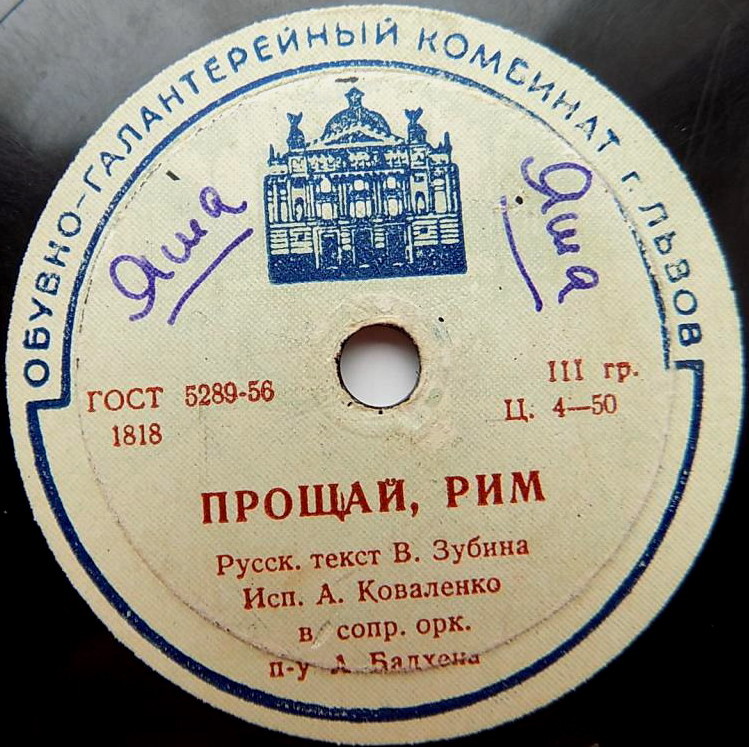 ОБУВНО-ГАЛАНТЕРЕЙНЫЙ КОМБИНАТ г. ЛЬВОВ
Яша
Яша
ГОСТ 5289-56
1818
III гр.
Ц. 4—50
ПРОЩАЙ, РИМ
Русск. текст В. Зубина
Исп. А. Коваленко
в сопр. орк.
п-у А Бадхена